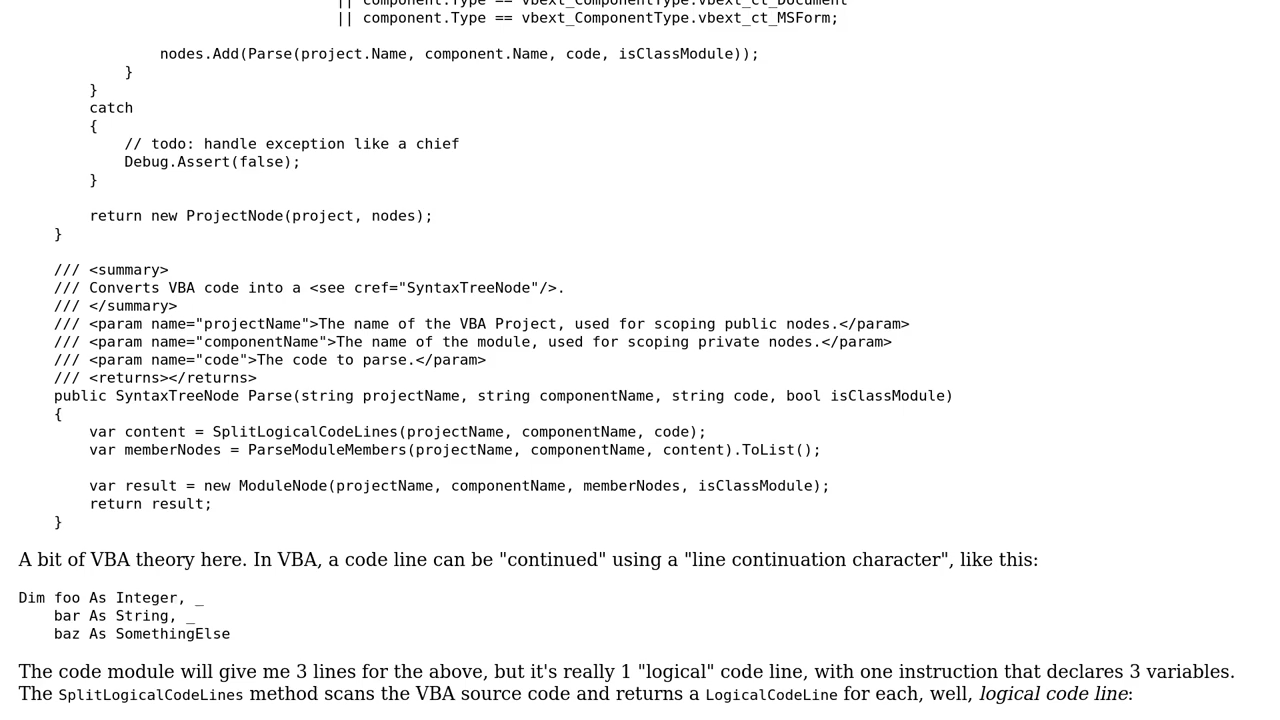 || component.Type == vbext_ComponentType.vbext_ct_Document
|| component.Type == vbext_ComponentType.vbext_ct_MSForm;
nodes.Add(Parse(project.Name, component.Name, code, isClassModule));
}
}
catch
{
// todo: handle exception like a chief
Debug.Assert(false);
}
return new ProjectNode(project, nodes);
}
/// <summary>
/// Converts VBA code into a <see cref="SyntaxTreeNode"/>.
/// </summary>
/// <param name="projectName">The name of the VBA Project, used for scoping public nodes.</param>
/// <param name="componentName">The name of the module, used for scoping private nodes.</param>
/// <param name="code">The code to parse.</param>
/// <returns></returns>
public SyntaxTreeNode Parse(string projectName, string componentName, string code, bool isClassModule)
{
var content = SplitLogicalCodeLines(projectName, componentName, code);
var memberNodes = ParseModuleMembers(projectName, componentName, content).ToList();
var result = new ModuleNode(projectName, componentName, memberNodes, isClassModule);
return result;
}
A bit of VBA theory here. In VBA, a code line can be "continued" using a "line continuation character", like this:
Dim foo As Integer, _
bar As String, _
baz As SomethingElse
The code module will give me 3 lines for the above, but it's really 1 "logical" code line, with one instruction that declares 3 variables.
The SplitLogicalCodeLines method scans the VBA source code and returns a LogicalCodeLine for each, well, logical code line: